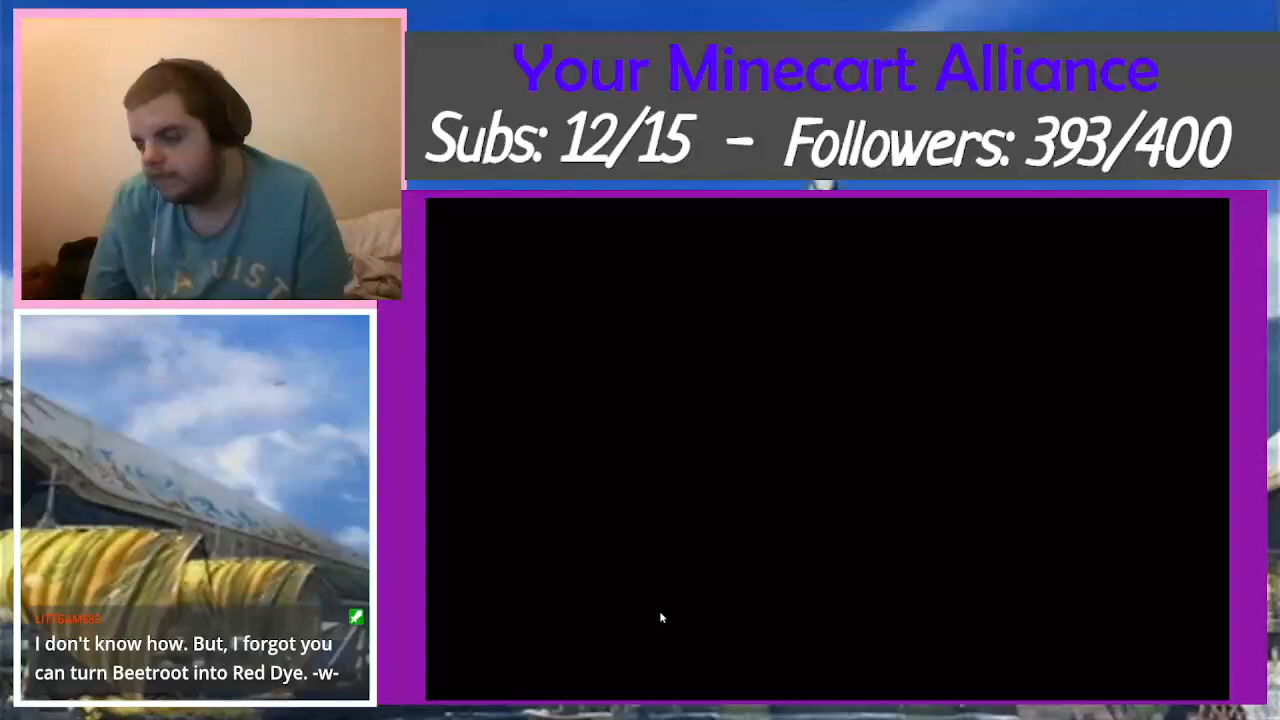 Your Minecart Alliance
Subs: 12/15 - Followers: 393/400
I don't know how. But, I forgot you
can turn Beetroot into Red Dye. -w-